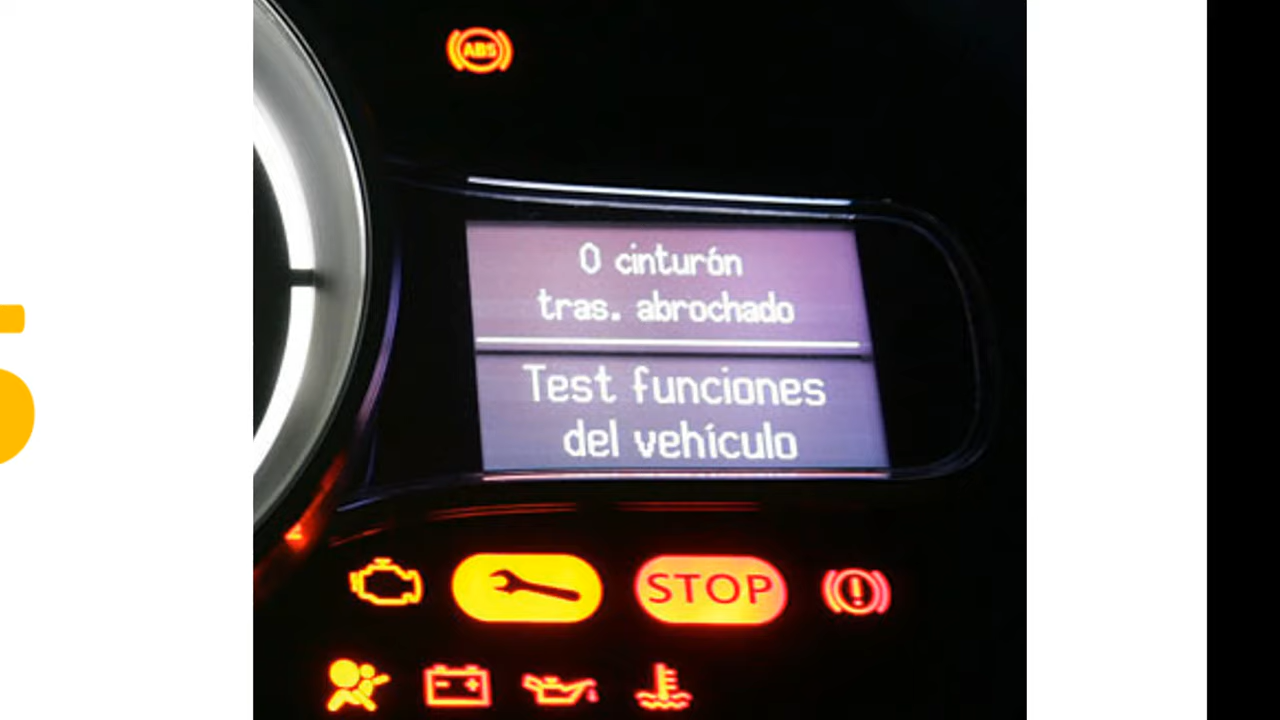 ABS
0 cinturón
tras. abrochado
Test funciones
del vehículo
STOP